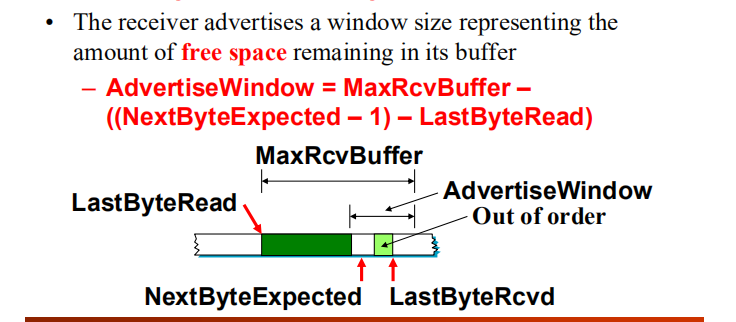 • The receiver advertises a window size representing the
amount of free space remaining in its buffer
– AdvertiseWindow = MaxRcvBuffer –
((NextByteExpected – 1) – LastByteRead)
MaxRcvBuffer
LastByteRead
AdvertiseWindow
Out of order
NextByteExpected
LastByteRcvd